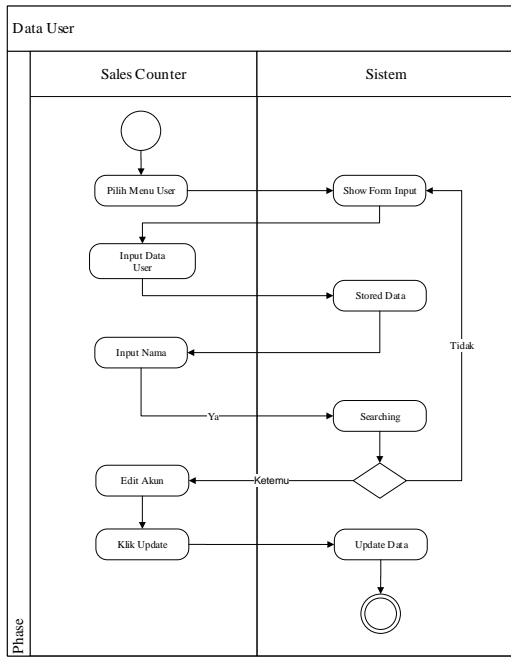 Data User
Sales Counter
Sistem
Pilih Menu User
Show Form Input
Input Data
User
Stored Data
Input Nama
Tidak
Ya
Searching
Edit Akun
Ketemu
Klik Update
Update Data
Phase